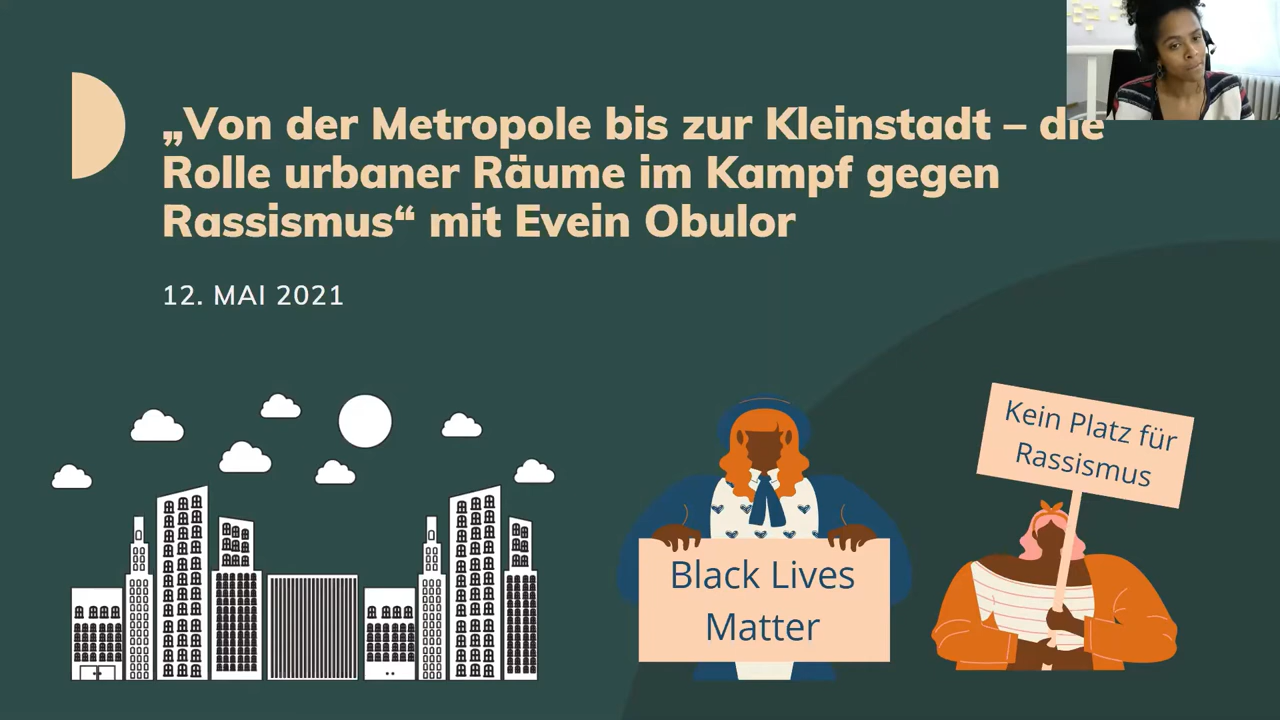 „Von der Metropole bis zur Kleinstadt – die
Rolle urbaner Räume im Kampf gegen
Rassismus“ mit Evein Obulor
12. MAI 2021
Kein Platz für
Rassismus
Black Lives
Matter